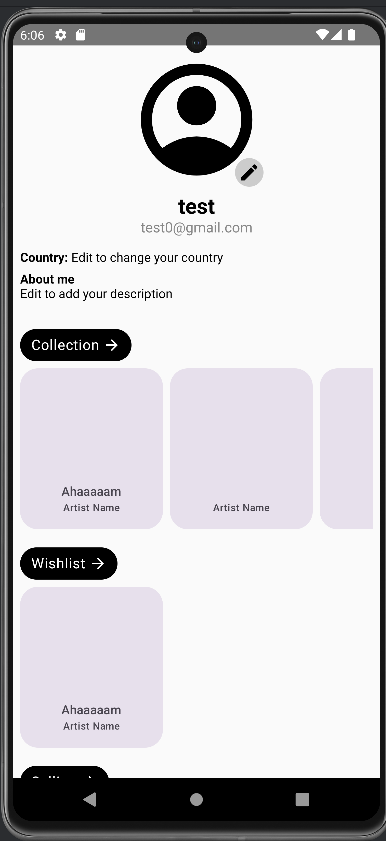 6:06
test
test0@gmail.com
Country: Edit to change your country
About me
Edit to add your description
Collection →
Ahaaaaam
Artist Name
Artist Name
Wishlist →
Ahaaaaam
Artist Name